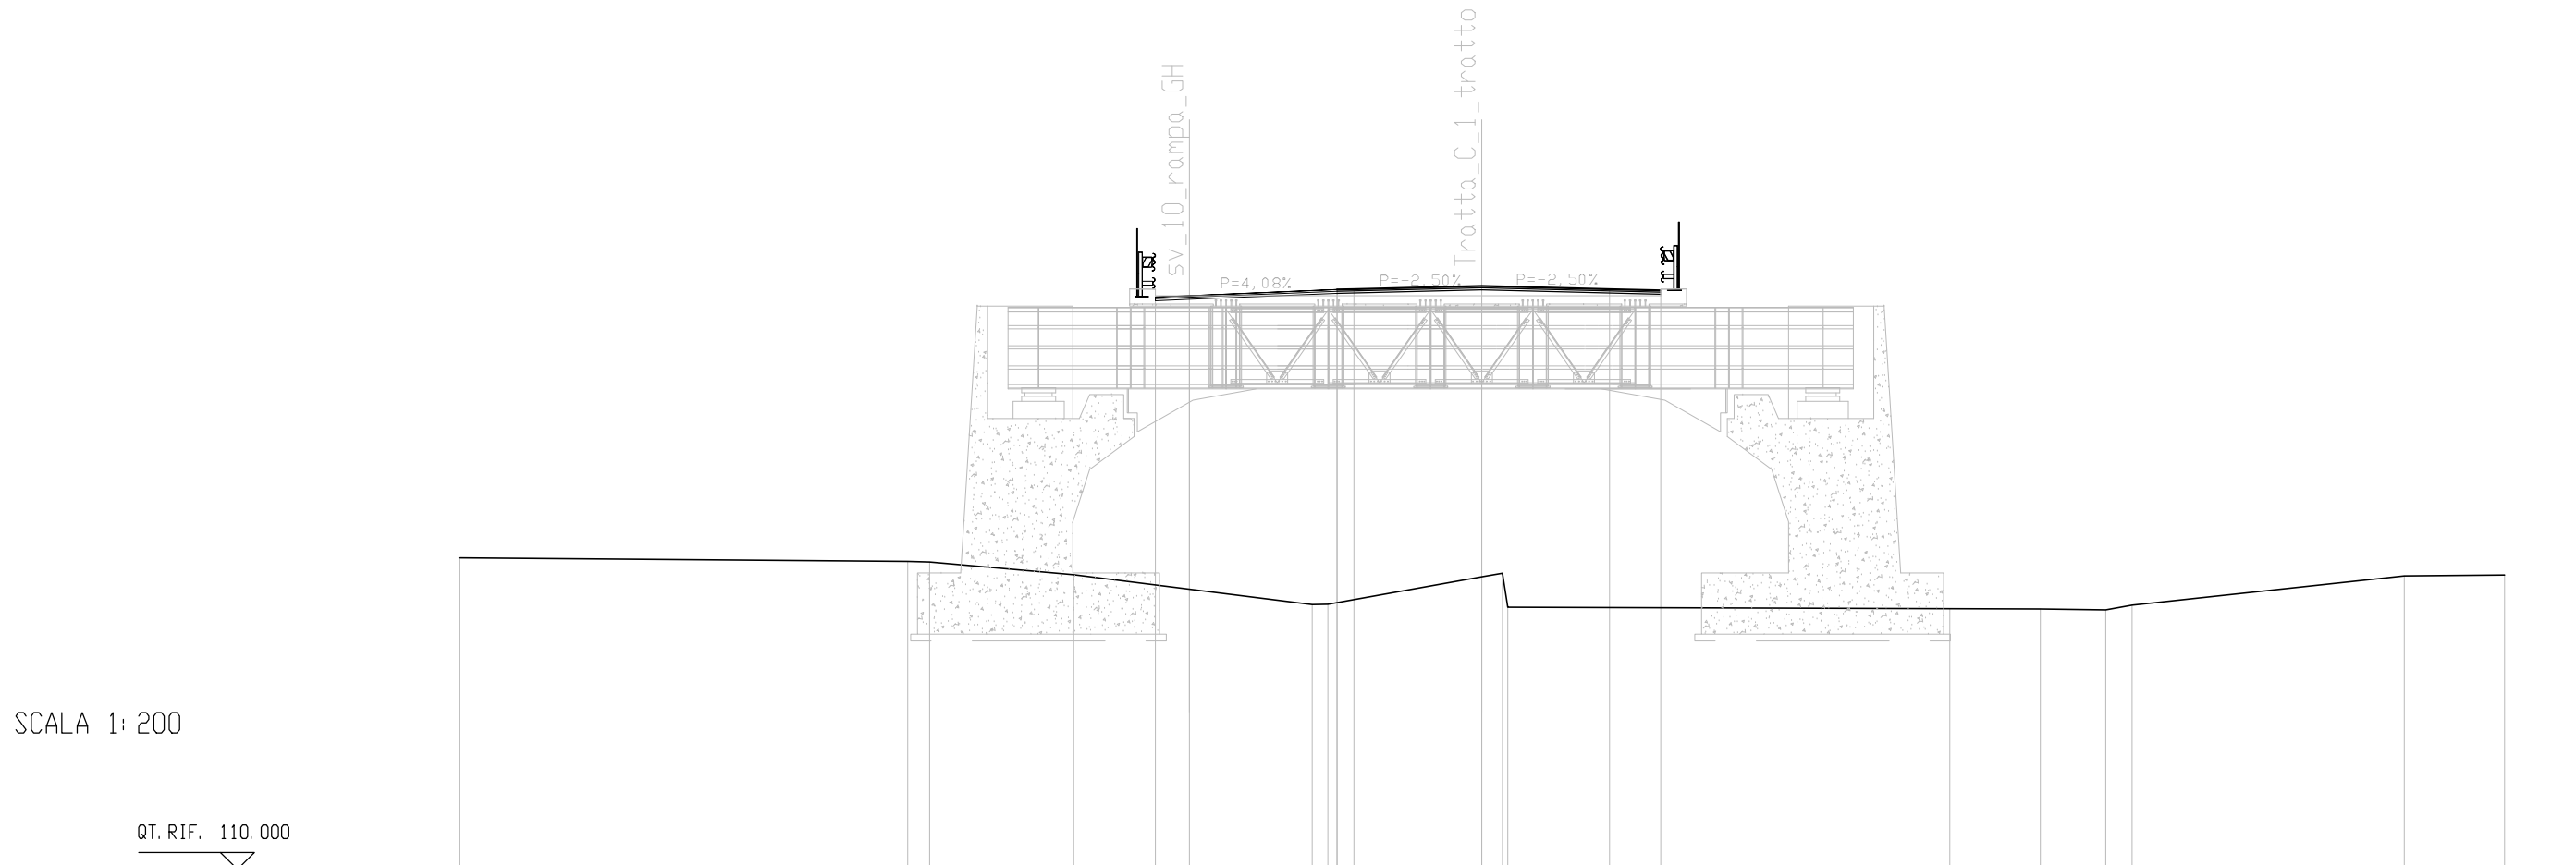 SV_10_rampa_GH
Tratta_C_1_tratto
P=4,08%
P=-2,50%
P=-2,50%
SCALA 1:200
QT.RIF. 110.000